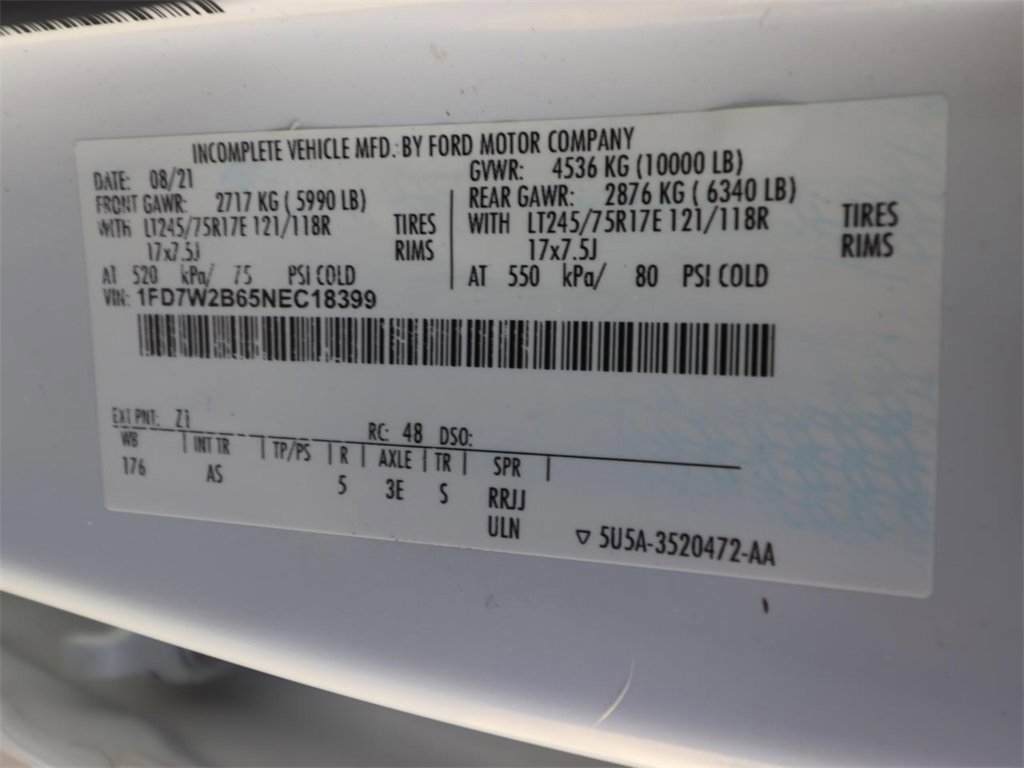 INCOMPLETE VEHICLE MFD. BY FORD MOTOR COMPANY
DATE: 08/21 GVWR: 4536 KG (10000 LB)
FRONT GAWR: 2717 KG ( 5990 LB) REAR GAWR: 2876 KG ( 6340 LB)
WITH LT245/75R17E 121/118R TIRES WITH LT245/75R17E 121/118R TIRES
17x7.5J RIMS 17x7.5J RIMS
AT 520 kPa/ 75 PSI COLD AT 550 kPa/ 80 PSI COLD
VIN: 1FD7W2B65NEC18399
EXT PNT: Z1 RC: 48 DSO:
WB | INT TR | TP/PS | R | AXLE | TR | SPR |
176 AS 5 3E S RRJJ
ULN ▽ 5U5A-3520472-AA